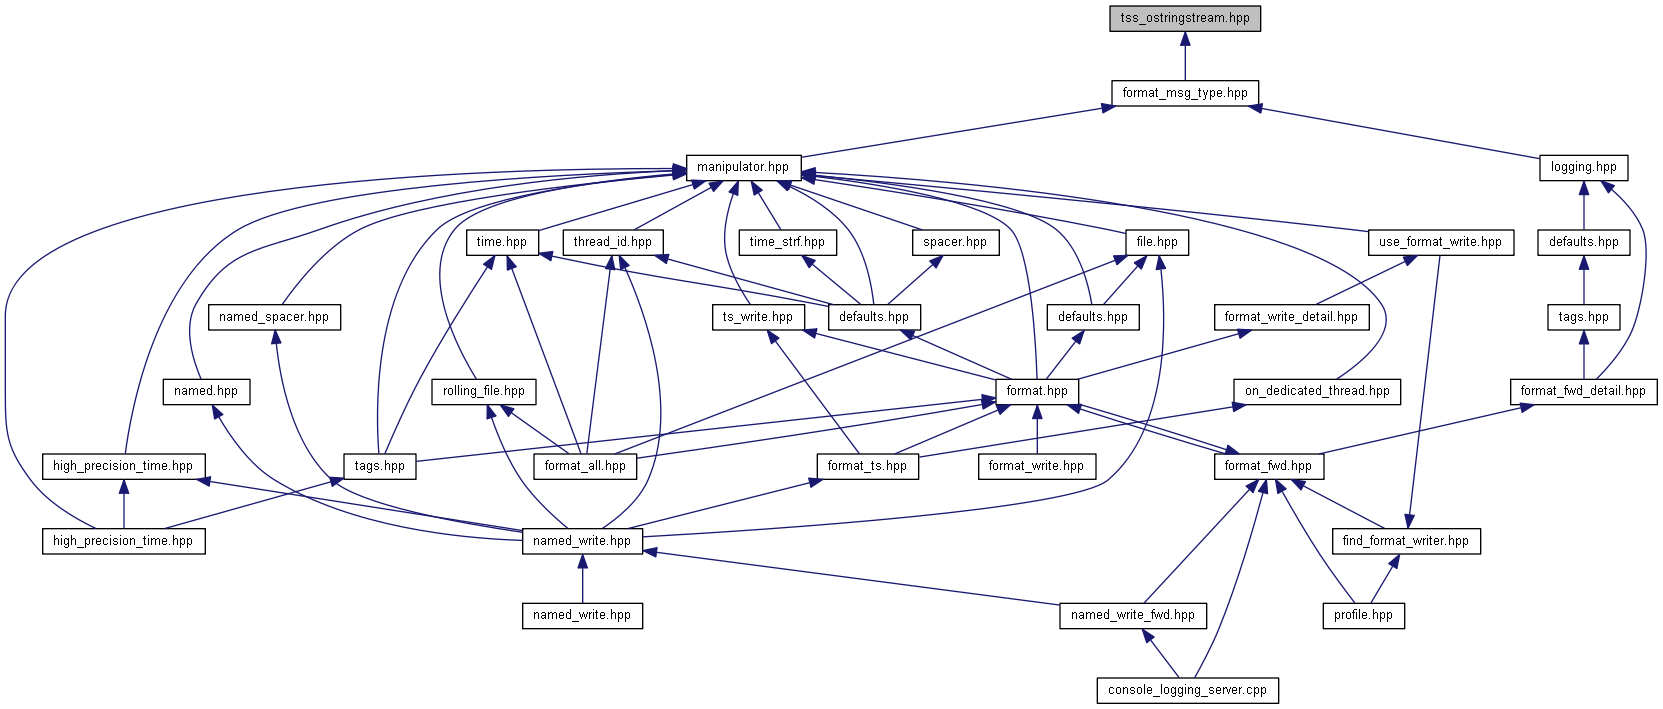 tss_ostringstream.hpp
format_msg_type.hpp
manipulator.hpp
logging.hpp
time.hpp
thread_id.hpp
time_strf.hpp
spacer.hpp
file.hpp
use_format_write.hpp
defaults.hpp
named_spacer.hpp
ts_write.hpp
defaults.hpp
defaults.hpp
format_write_detail.hpp
tags.hpp
named.hpp
rolling_file.hpp
format.hpp
on_dedicated_thread.hpp
format_fwd_detail.hpp
high_precision_time.hpp
tags.hpp
format_all.hpp
format_ts.hpp
format_write.hpp
format_fwd.hpp
high_precision_time.hpp
named_write.hpp
find_format_writer.hpp
named_write.hpp
named_write_fwd.hpp
profile.hpp
console_logging_server.cpp